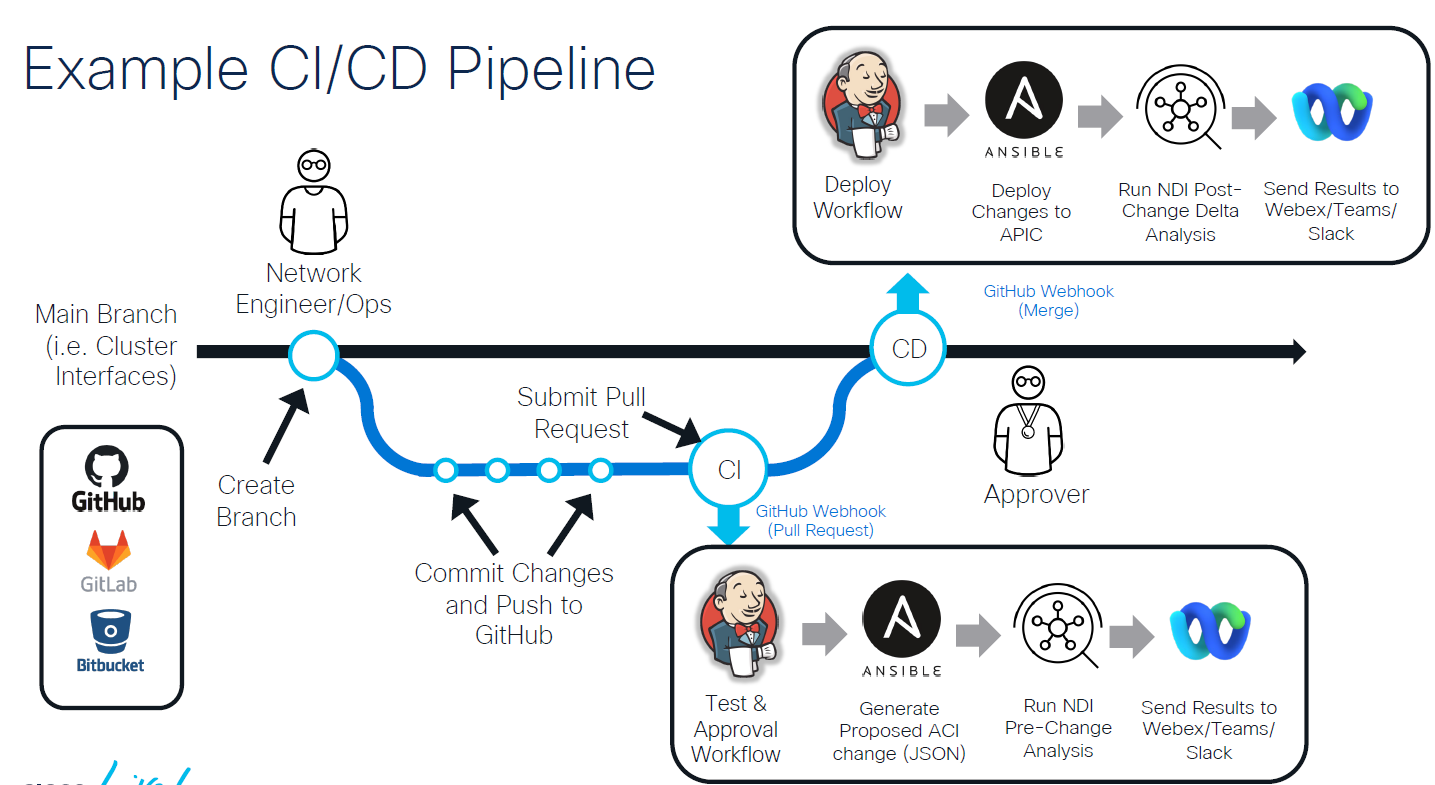 Example CI/CD Pipeline
Deploy
Workflow
ANSIBLE
Deploy
Changes to
APIC
Run NDI Post-
Change Delta
Analysis
Send Results to
Webex/Teams/
Slack
Network
Engineer/Ops
GitHub Webhook
(Merge)
Main Branch
(i.e. Cluster
Interfaces)
CD
Submit Pull
Request
CI
Approver
GitHub
GitLab
Bitbucket
Create
Branch
GitHub Webhook
(Pull Request)
Commit Changes
and Push to
GitHub
Test &
Approval
Workflow
ANSIBLE
Generate
Proposed ACI
change (JSON)
Run NDI
Pre-Change
Analysis
Send Results to
Webex/Teams/
Slack